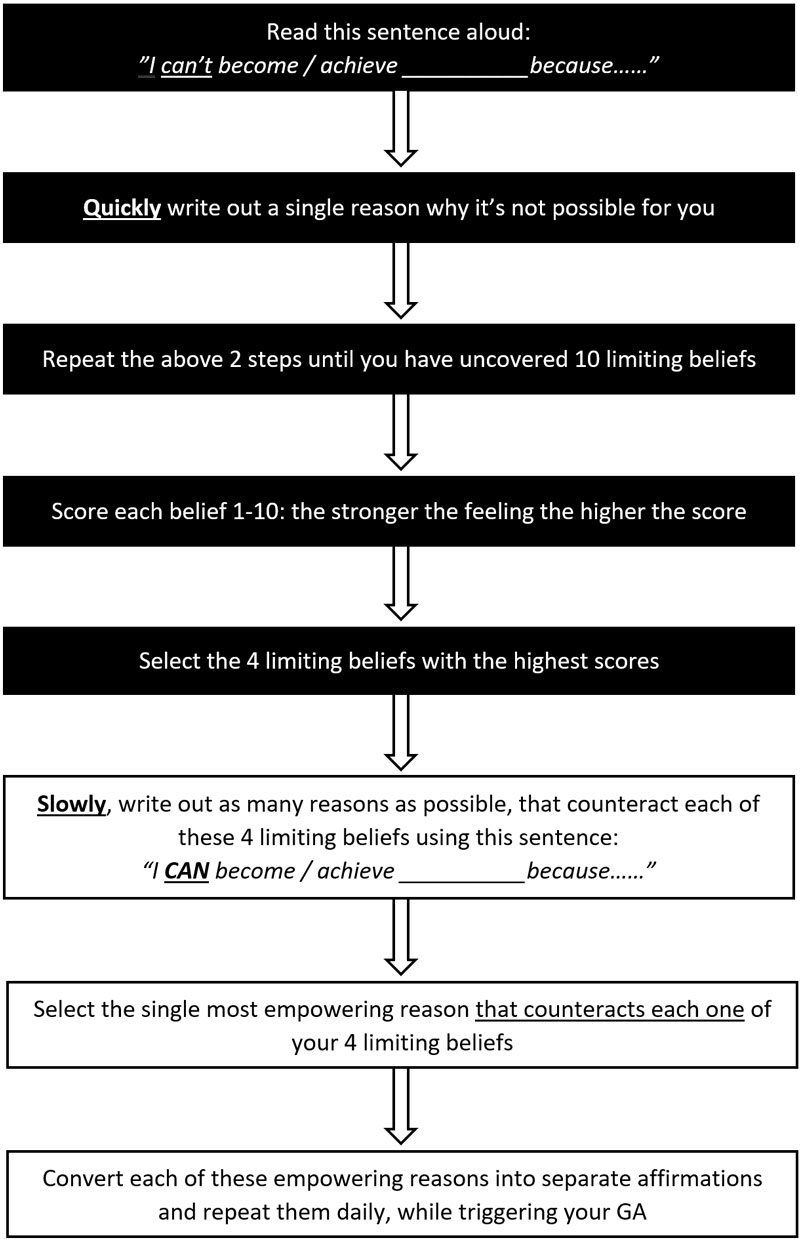 Read this sentence aloud:
”I can’t become / achieve __________ because……”
Quickly write out a single reason why it’s not possible for you
Repeat the above 2 steps until you have uncovered 10 limiting beliefs
Score each belief 1-10: the stronger the feeling the higher the score
Select the 4 limiting beliefs with the highest scores
Slowly, write out as many reasons as possible, that counteract each of
these 4 limiting beliefs using this sentence:
“I CAN become / achieve __________ because……”
Select the single most empowering reason that counteracts each one of
your 4 limiting beliefs
Convert each of these empowering reasons into separate affirmations
and repeat them daily, while triggering your GA